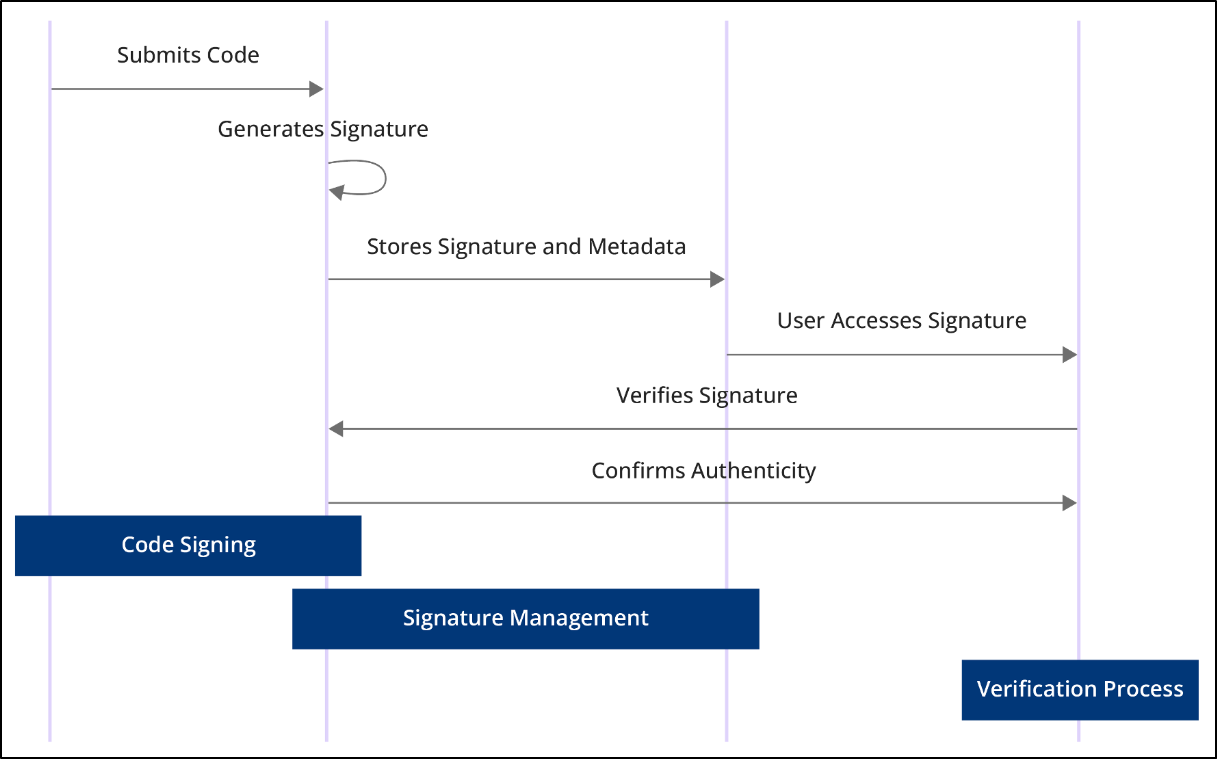 Submits Code
Generates Signature
Stores Signature and Metadata
User Accesses Signature
Verifies Signature
Confirms Authenticity
Code Signing
Signature Management
Verification Process